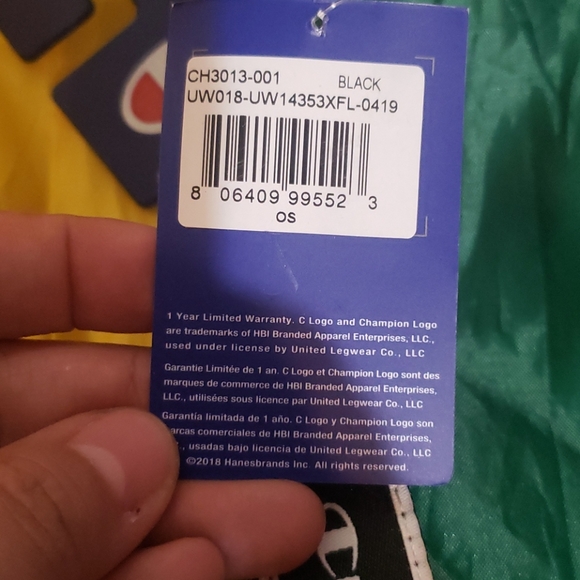 CH3013-001 BLACK
UW018-UW14353XFL-0419
8 06409 99552 3
OS
1 Year Limited Warranty. C Logo and Champion Logo
are trademarks of HBI Branded Apparel Enterprises, LLC.,
used under license by United Legwear Co., LLC
Garantie Limitée de 1 an. C Logo et Champion Logo sont des
marques de commerce de HBI Branded Apparel Enterprises,
LLC., utilisées sous licence par United Legwear Co., LLC
Garantía limitada de 1 año. C Logo y Champion Logo son
arcas comerciales de HBI Branded Apparel Enterprises,
., usadas bajo licencia de United Legwear Co., LLC
©2018 Hanesbrands Inc. All rights reserved.